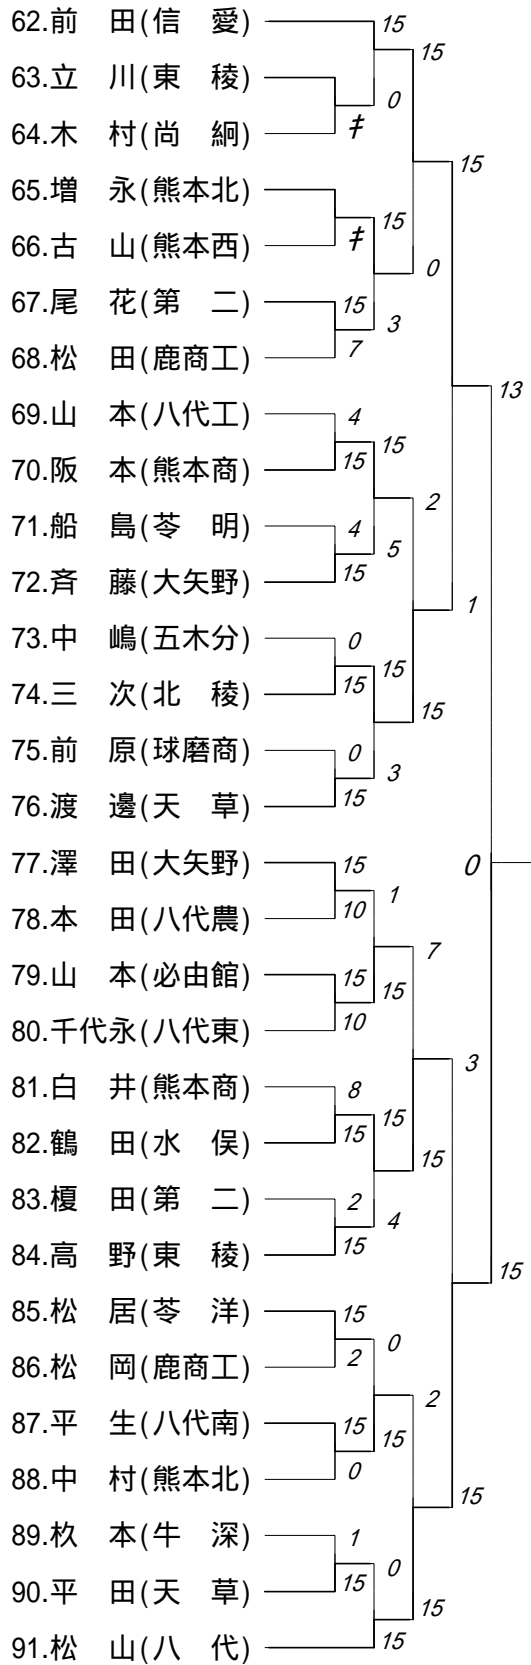 62.前　田(信　愛)
15
15
63.立　川(東　稜)
0
64.木　村(尚　絅)
キ
15
65.増　永(熊本北)
15
66.古　山(熊本西)
キ
0
67.尾　花(第　二)
15
3
68.松　田(鹿商工)
7
13
69.山　本(八代工)
4
15
70.阪　本(熊本商)
15
2
71.船　島(苓　明)
4
5
72.斉　藤(大矢野)
15
1
73.中　嶋(五木分)
0
15
74.三　次(北　稜)
15
15
75.前　原(球磨商)
0
3
76.渡　邊(天　草)
15
77.澤　田(大矢野)
15
0
1
78.本　田(八代農)
10
7
79.山　本(必由館)
15
15
80.千代永(八代東)
10
3
81.白　井(熊本商)
8
15
82.鶴　田(水　俣)
15
15
83.榎　田(第　二)
2
4
84.高　野(東　稜)
15
15
85.松　居(苓　洋)
15
0
86.松　岡(鹿商工)
2
2
87.平　生(八代南)
15
15
88.中　村(熊本北)
0
15
89.杦　本(牛　深)
1
0
90.平　田(天　草)
15
15
91.松　山(八　代)
15